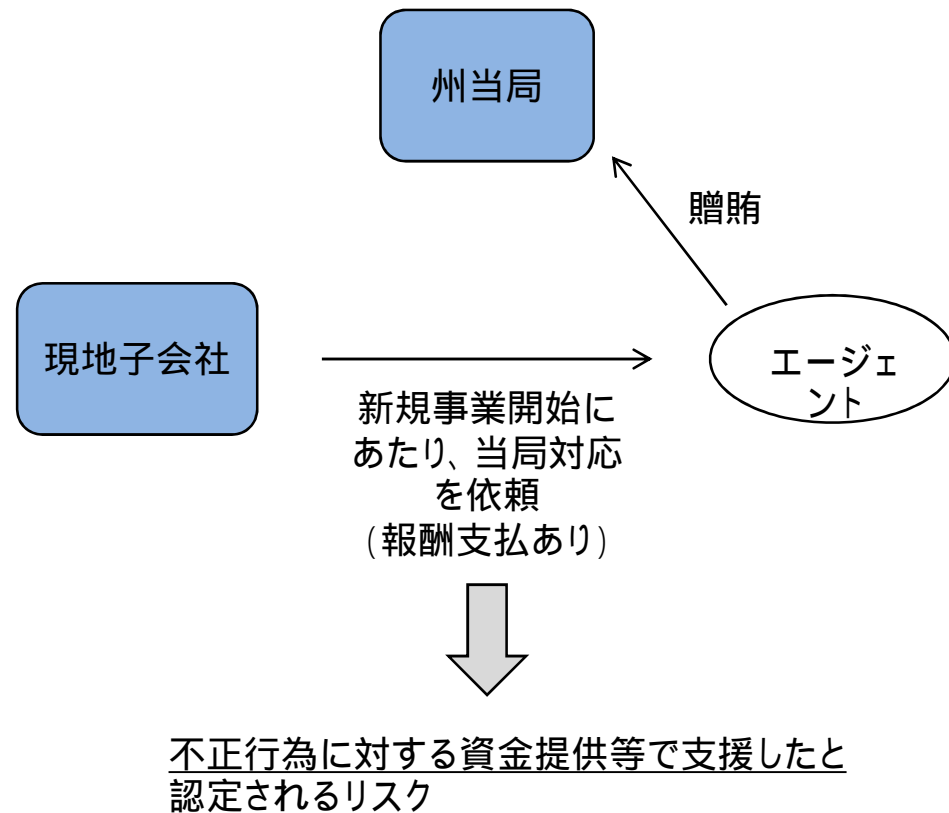 州当局
贈賄
現地子会社
エージェ
ント
新規事業開始に
あたり、当局対応
を依頼
(報酬支払あり)
不正行為に対する資金提供等で支援したと
認定されるリスク